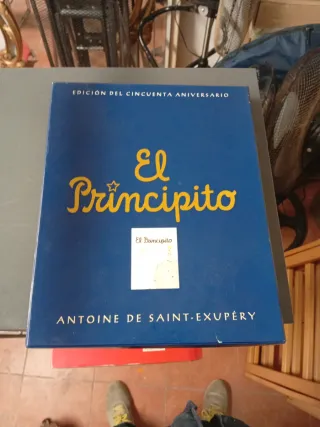 EDICIÓN DEL CINCUENTA ANIVERSARIO
El
Principito
El Principito
ANTOINE DE SAINT-EXUPÉRY